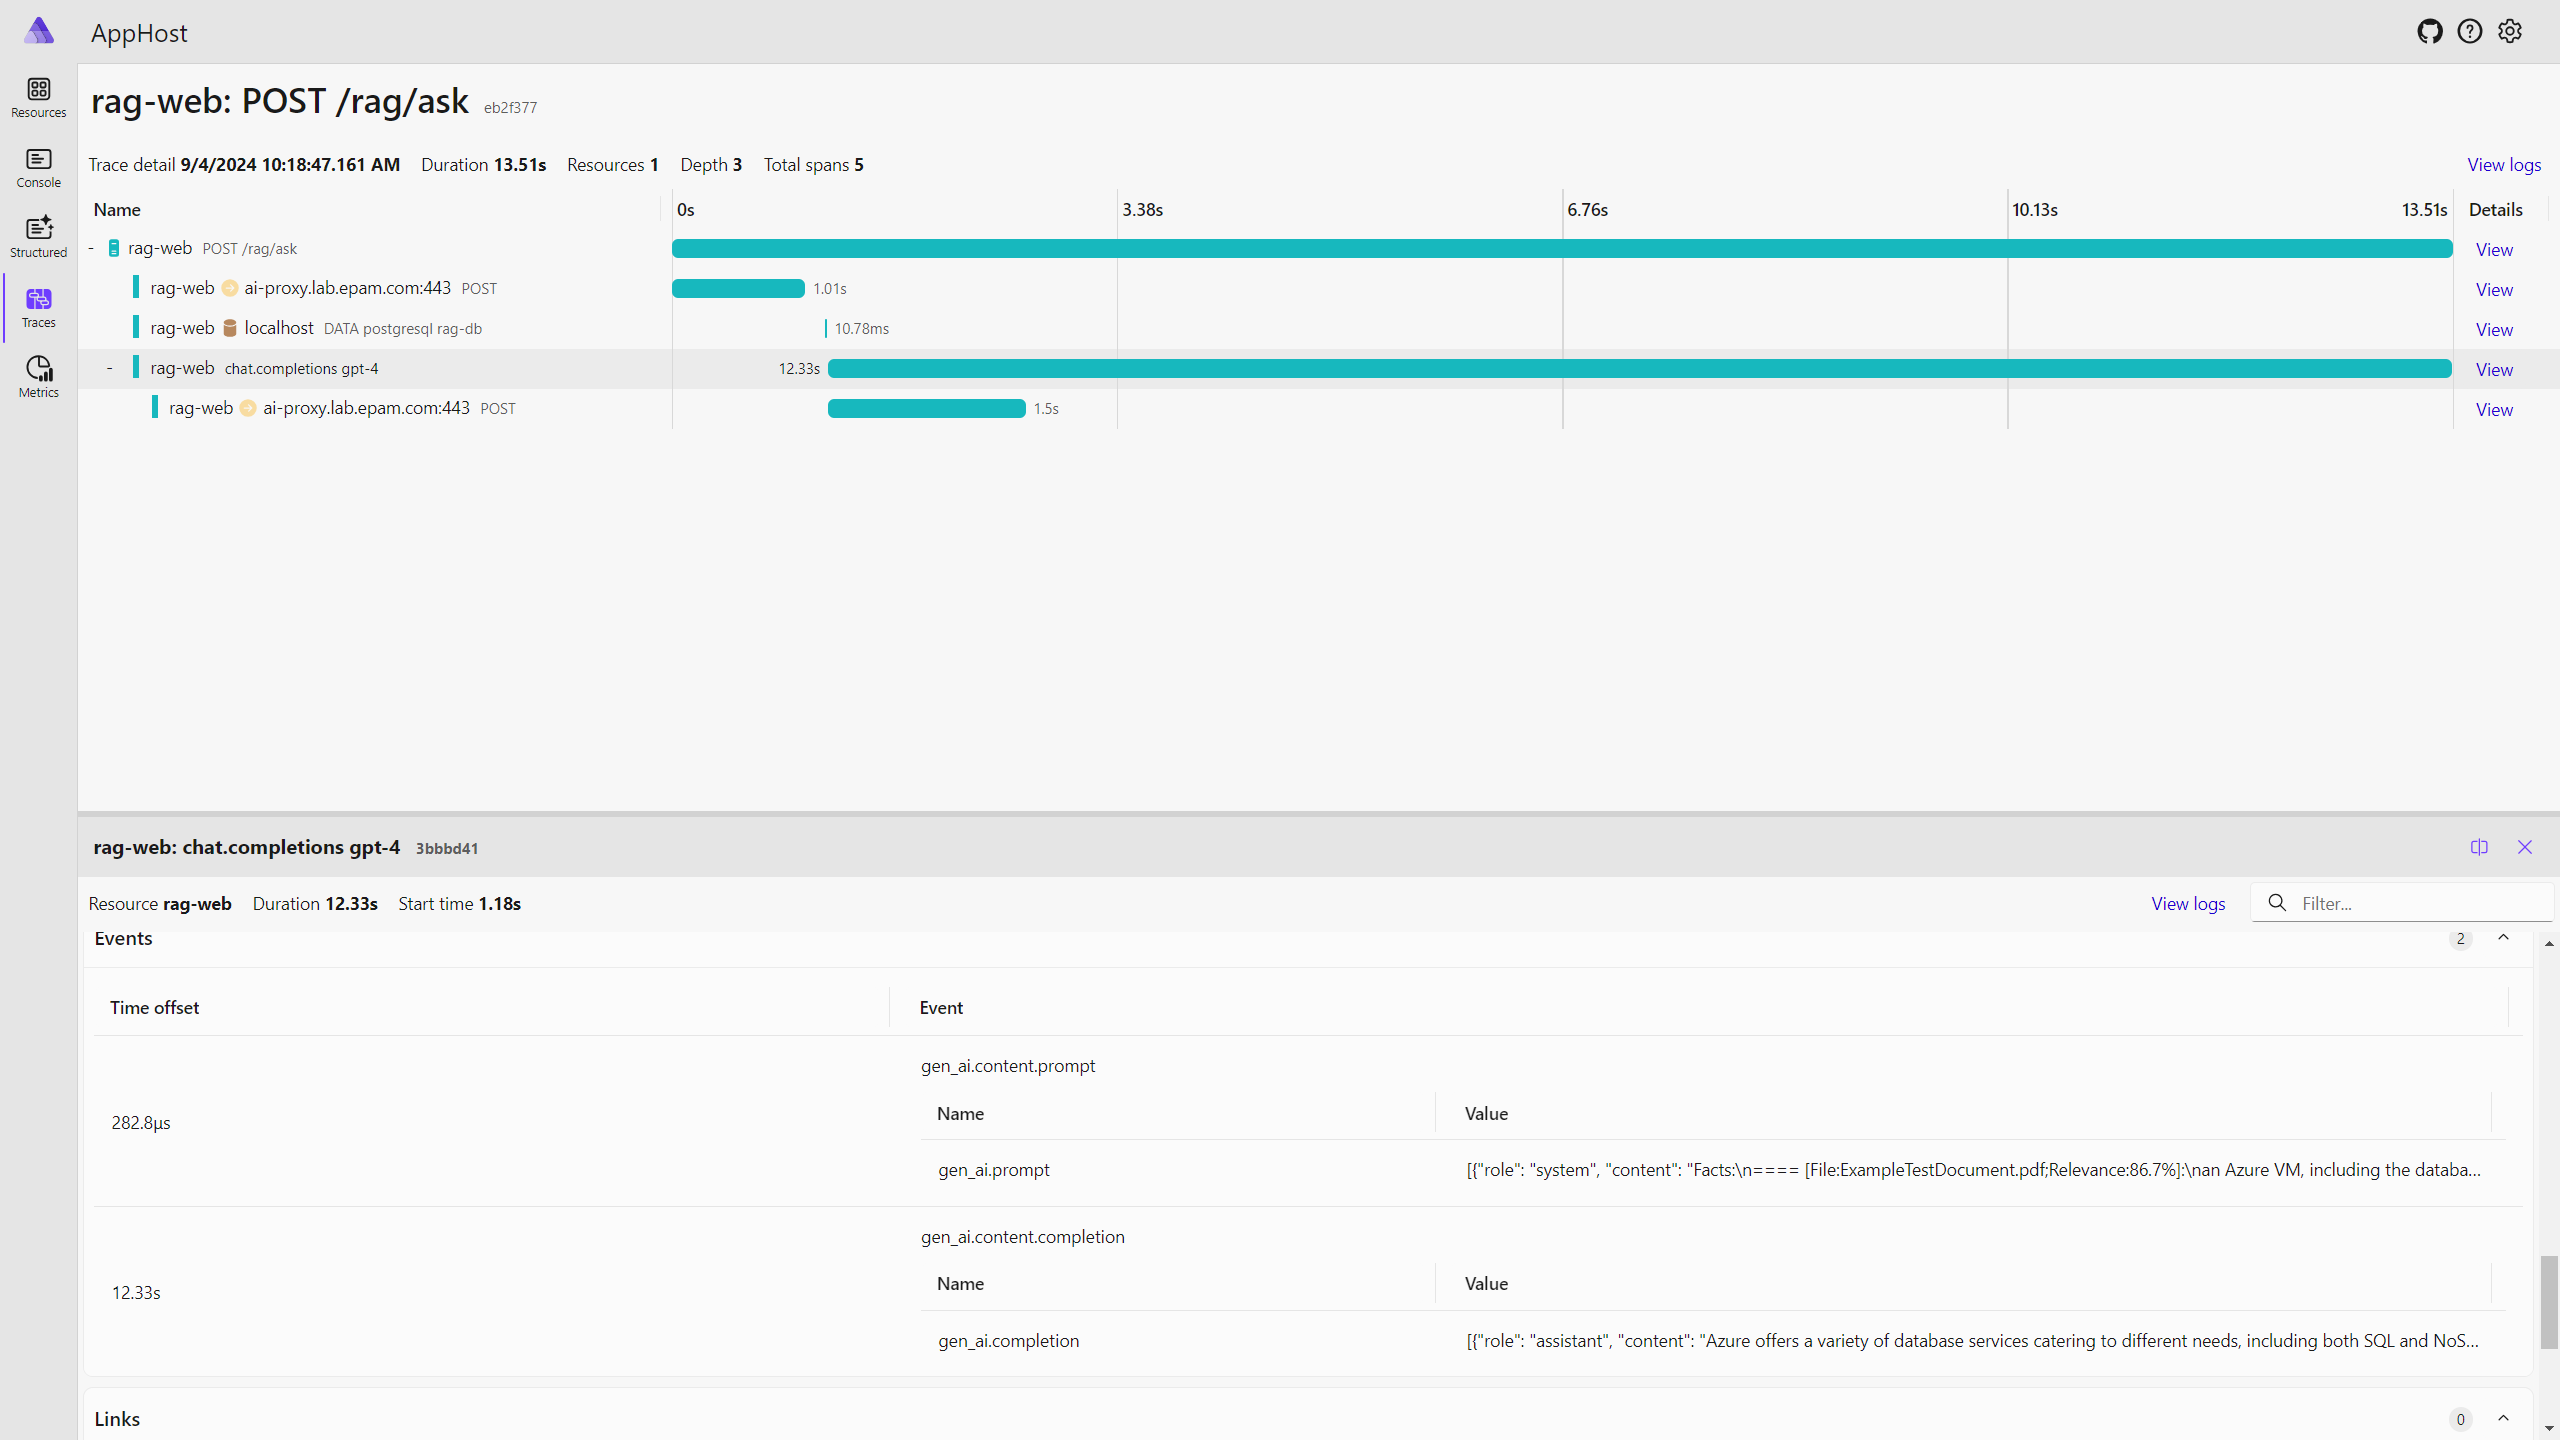 AppHost
Resources
Console
Structured
Traces
Metrics
rag-web: POST /rag/ask eb2f377
Trace detail 9/4/2024 10:18:47.161 AM Duration 13.51s Resources 1 Depth 3 Total spans 5 View logs
Name 0s 3.38s 6.76s 10.13s 13.51s Details
- rag-web POST /rag/ask View
rag-web ai-proxy.lab.epam.com:443 POST 1.01s View
rag-web localhost DATA postgresql rag-db 10.78ms View
- rag-web chat.completions gpt-4 12.33s View
rag-web ai-proxy.lab.epam.com:443 POST 1.5s View
rag-web: chat.completions gpt-4 3bbbd41
Resource rag-web Duration 12.33s Start time 1.18s View logs Filter...
Events 2
Time offset Event
gen_ai.content.prompt
Name Value
282.8μs
gen_ai.prompt [{"role": "system", "content": "Facts:\n==== [File:ExampleTestDocument.pdf;Relevance:86.7%]:\nan Azure VM, including the databa...
gen_ai.content.completion
Name Value
12.33s
gen_ai.completion [{"role": "assistant", "content": "Azure offers a variety of database services catering to different needs, including both SQL and NoS...
Links 0